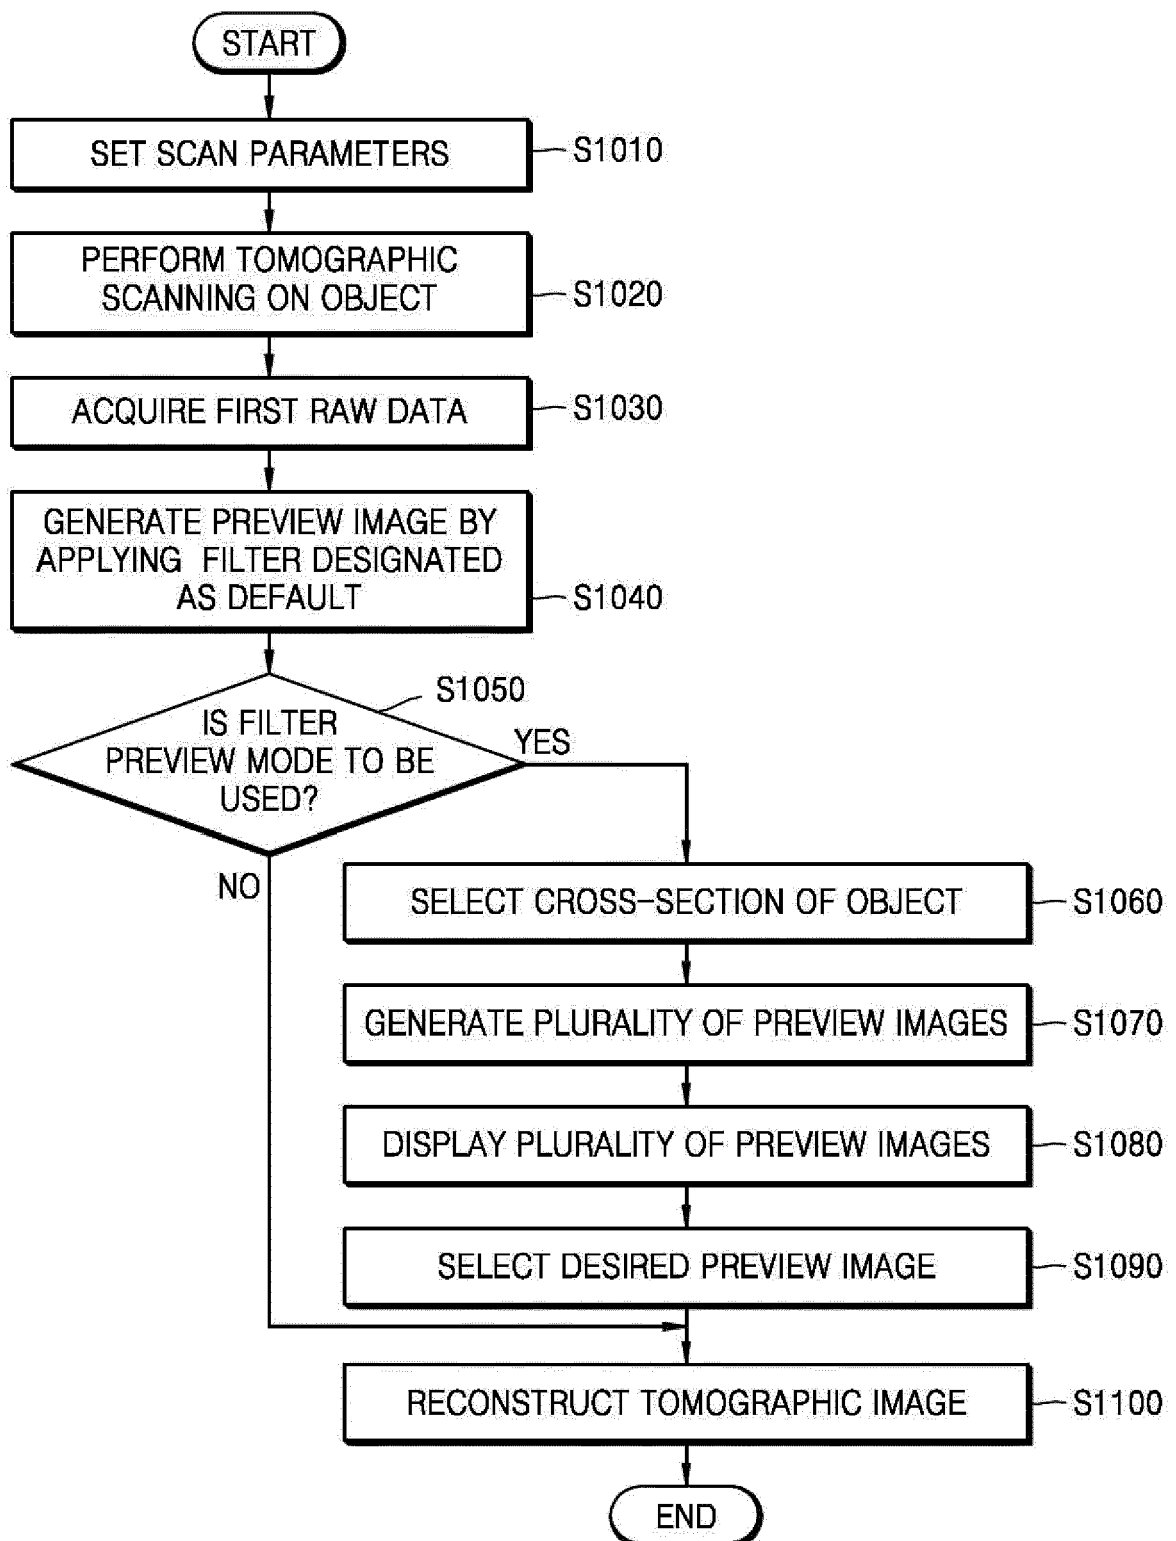 START
SET SCAN PARAMETERS
S1010
PERFORM TOMOGRAPHIC
SCANNING ON OBJECT
S1020
ACQUIRE FIRST RAW DATA
S1030
GENERATE PREVIEW IMAGE BY
APPLYING FILTER DESIGNATED
AS DEFAULT
S1040
S1050
IS FILTER
PREVIEW MODE TO BE
USED?
YES
NO
SELECT CROSS-SECTION OF OBJECT
S1060
GENERATE PLURALITY OF PREVIEW IMAGES
S1070
DISPLAY PLURALITY OF PREVIEW IMAGES
S1080
SELECT DESIRED PREVIEW IMAGE
S1090
RECONSTRUCT TOMOGRAPHIC IMAGE
S1100
END